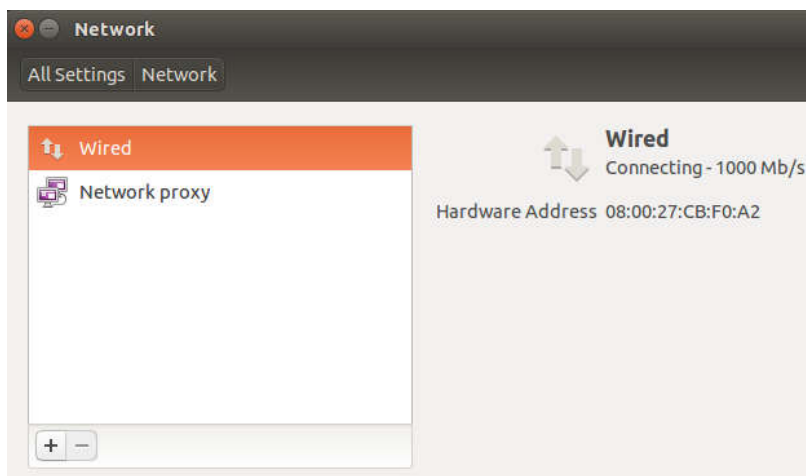 Network
All Settings Network
Wired
Network proxy
Wired
Connecting - 1000 Mb/s
Hardware Address 08:00:27:CB:F0:A2